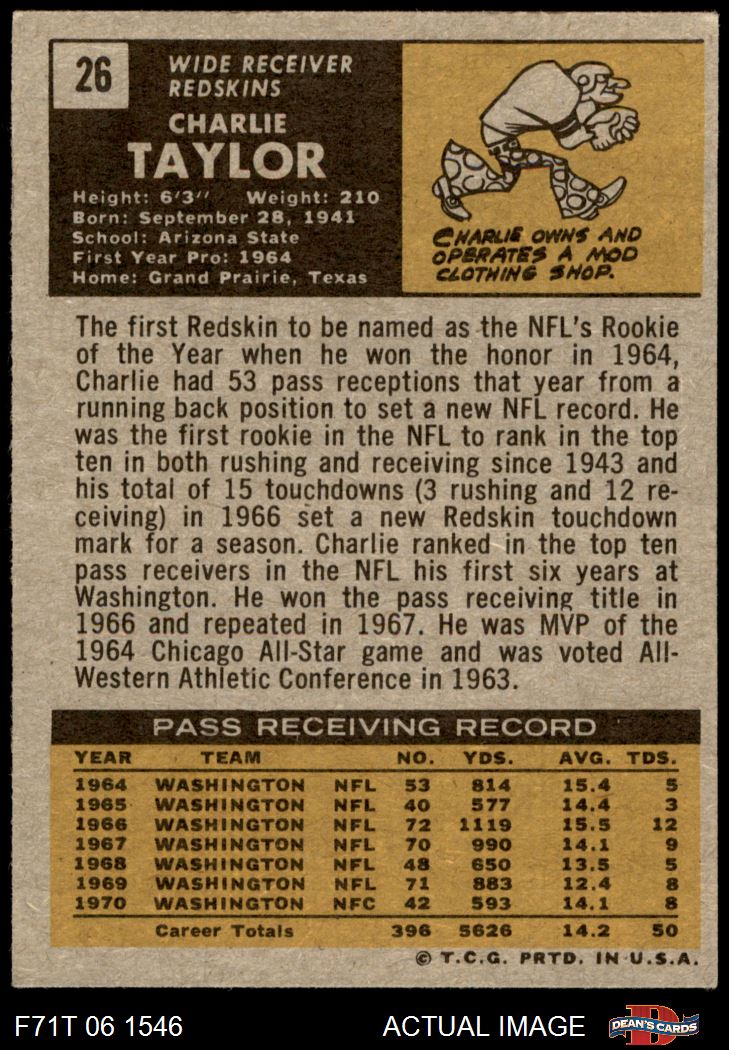 26
WIDE RECEIVER
REDSKINS
CHARLIE
TAYLOR
Height: 6'3" Weight: 210
Born: September 28, 1941
School: Arizona State
First Year Pro: 1964
Home: Grand Prairie, Texas
CHARLIE OWNS AND
OPERATES A MOD
CLOTHING SHOP.
The first Redskin to be named as the NFL's Rookie
of the Year when he won the honor in 1964,
Charlie had 53 pass receptions that year from a
running back position to set a new NFL record. He
was the first rookie in the NFL to rank in the top
ten in both rushing and receiving since 1943 and
his total of 15 touchdowns (3 rushing and 12 re-
ceiving) in 1966 set a new Redskin touchdown
mark for a season. Charlie ranked in the top ten
pass receivers in the NFL his first six years at
Washington. He won the pass receiving title in
1966 and repeated in 1967. He was MVP of the
1964 Chicago All-Star game and was voted All-
Western Athletic Conference in 1963.
PASS RECEIVING RECORD
YEAR TEAM NO. YDS. AVG. TDS.
1964 WASHINGTON NFL 53 814 15.4 5
1965 WASHINGTON NFL 40 577 14.4 3
1966 WASHINGTON NFL 72 1119 15.5 12
1967 WASHINGTON NFL 70 990 14.1 9
1968 WASHINGTON NFL 48 650 13.5 5
1969 WASHINGTON NFL 71 883 12.4 8
1970 WASHINGTON NFC 42 593 14.1 8
Career Totals 396 5626 14.2 50
© T.C.G. PRTD. IN U.S.A.
F71T 06 1546 ACTUAL IMAGE D DEAN'S CARDS